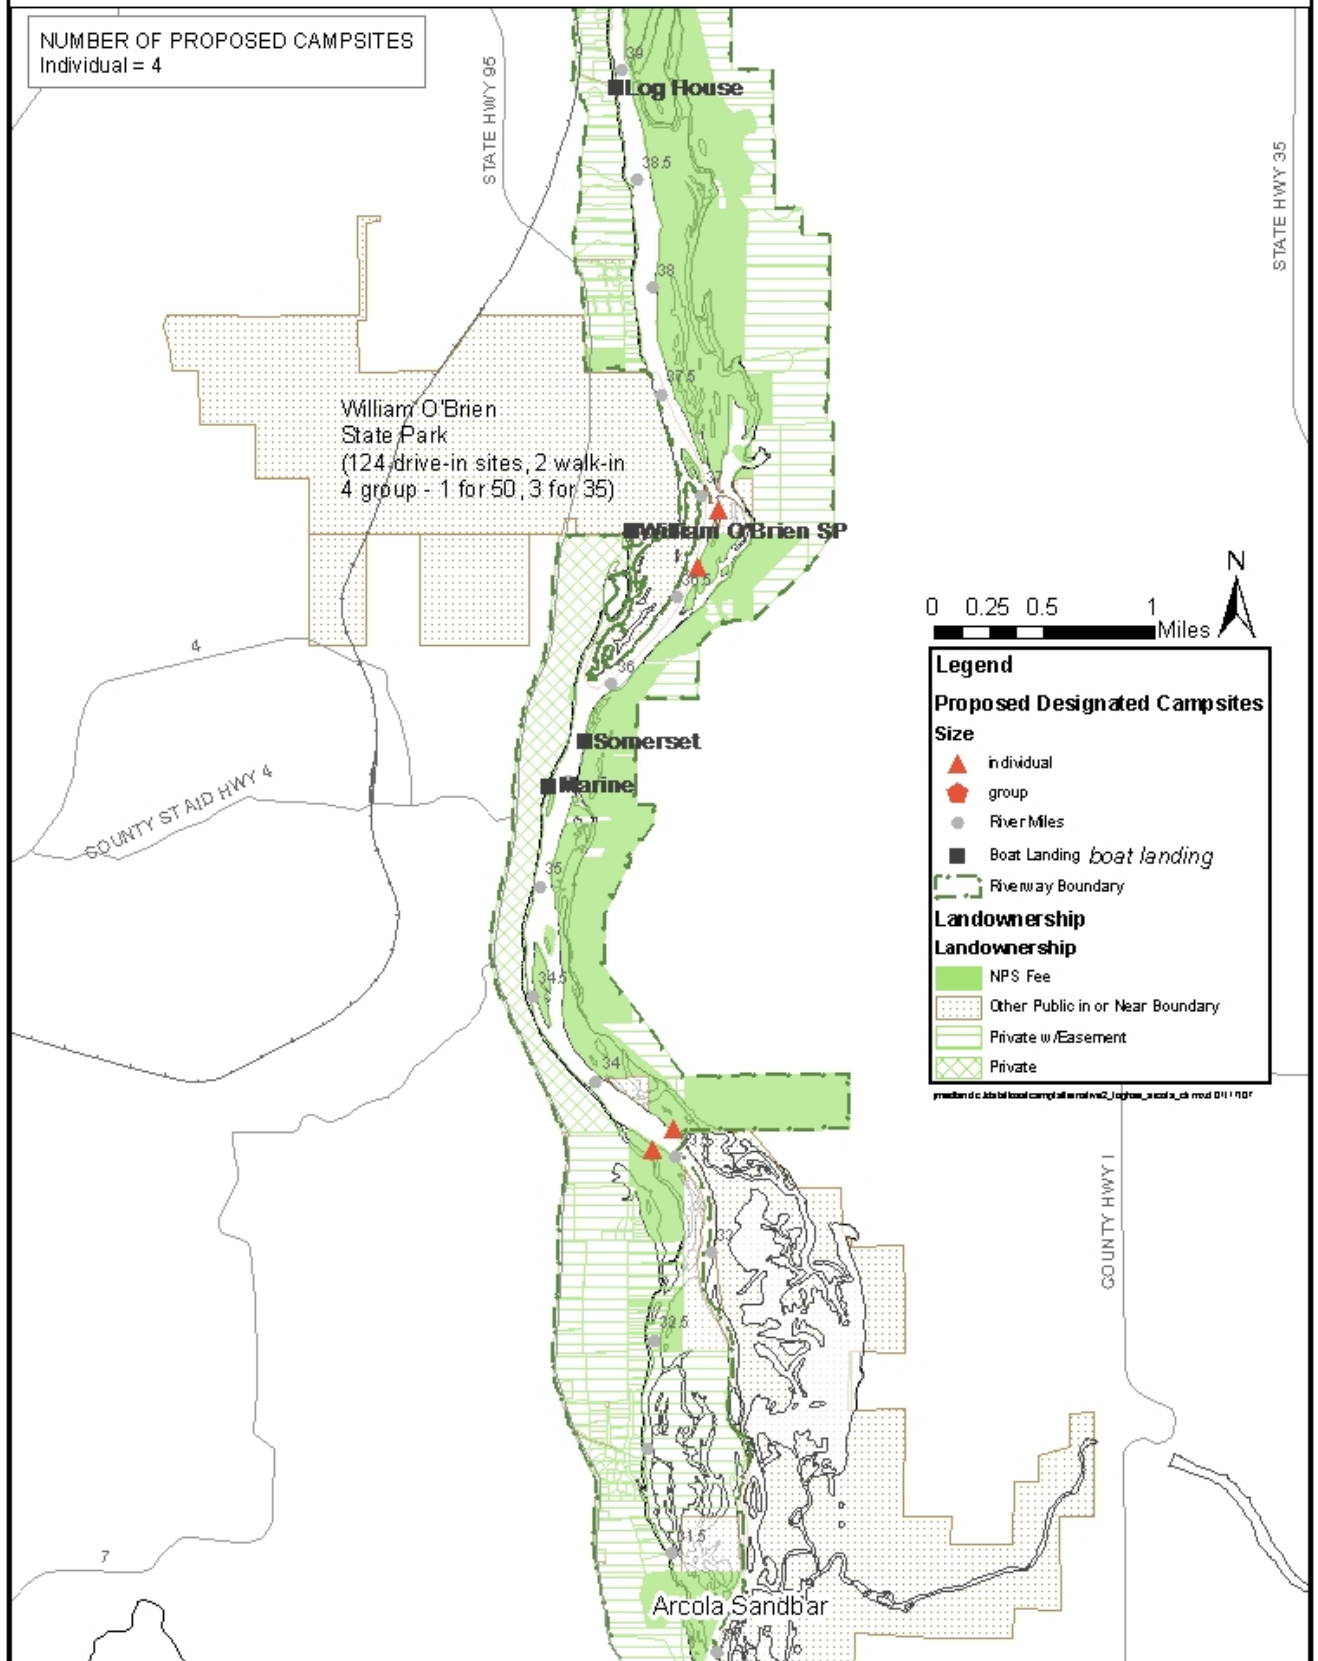 NUMBER OF PROPOSED CAMPSITES
Individual = 4
STATE HWY 95
39
Log House
38.5
STATE HWY 35
38
37.5
William O'Brien
State Park
(124 drive-in sites, 2 walk-in
4 group - 1 for 50, 3 for 35)
37
William O'Brien SP
36.5
N
0 0.25 0.5 1
Miles
4
36
Legend
Proposed Designated Campsites
Size
individual
group
River Miles
Boat Landing boat landing
Riverway Boundary
Landownership
Landownership
NPS Fee
Other Public in or Near Boundary
Private w/Easement
Private
Somerset
Marine
COUNTY ST AID HWY 4
35
34.5
34
33
COUNTY HWY I
32.5
31.5
7
Arcola Sandbar